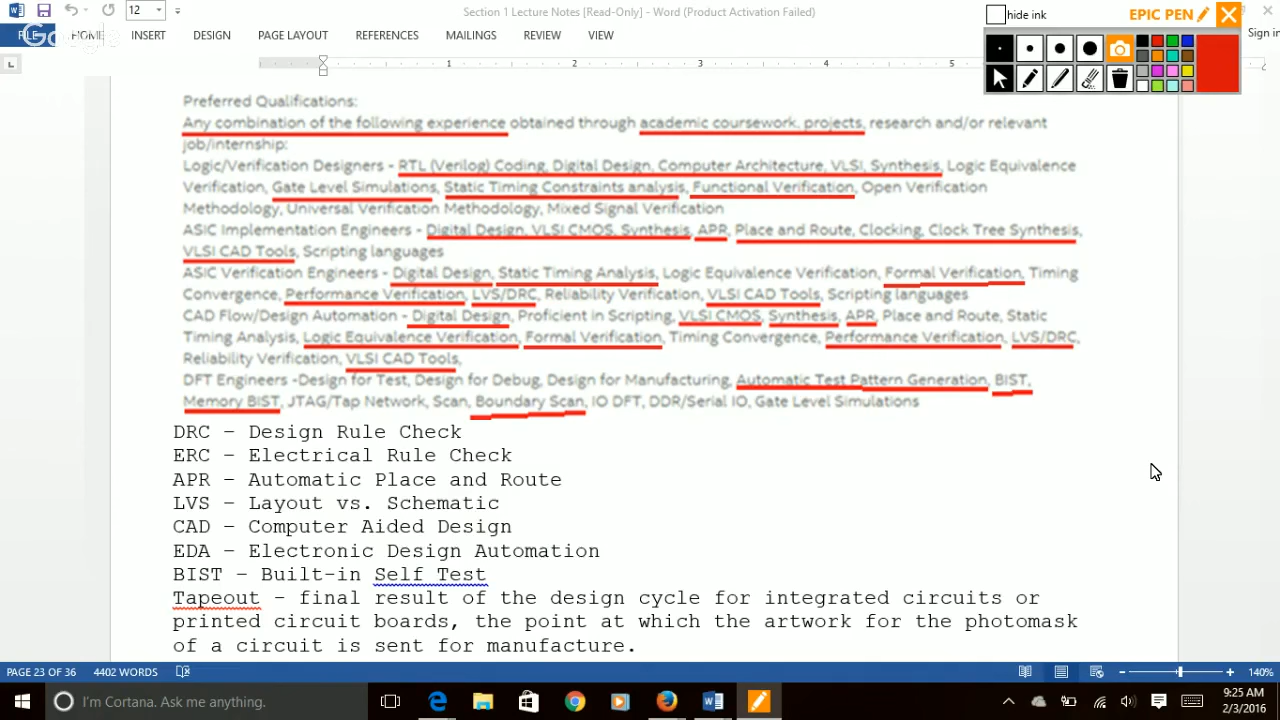 12
Section 1 Lecture Notes [Read-Only] - Word (Product Activation Failed)
hide ink
EPIC PEN
Sign in
FILE HOME INSERT DESIGN PAGE LAYOUT REFERENCES MAILINGS REVIEW VIEW
1 2 3 4 5
Preferred Qualifications:
Any combination of the following experience obtained through academic coursework, projects, research and/or relevant
job/internship:
Logic/Verification Designers - RTL (Verilog) Coding, Digital Design, Computer Architecture, VLSI, Synthesis, Logic Equivalence
Verification, Gate Level Simulations, Static Timing Constraints analysis, Functional Verification, Open Verification
Methodology, Universal Verification Methodology, Mixed Signal Verification
ASIC Implementation Engineers - Digital Design, VLSI CMOS, Synthesis, APR, Place and Route, Clocking, Clock Tree Synthesis,
VLSI CAD Tools, Scripting languages
ASIC Verification Engineers - Digital Design, Static Timing Analysis, Logic Equivalence Verification, Formal Verification, Timing
Convergence, Performance Verification, LVS/DRC, Reliability Verification, VLSI CAD Tools, Scripting languages
CAD Flow/Design Automation - Digital Design, Proficient in Scripting, VLSI CMOS, Synthesis, APR, Place and Route, Static
Timing Analysis, Logic Equivalence Verification, Formal Verification, Timing Convergence, Performance Verification, LVS/DRC,
Reliability Verification, VLSI CAD Tools,
DFT Engineers -Design for Test, Design for Debug, Design for Manufacturing, Automatic Test Pattern Generation, BIST,
Memory BIST, JTAG/Tap Network, Scan, Boundary Scan, IO DFT, DDR/Serial IO, Gate Level Simulations
DRC – Design Rule Check
ERC – Electrical Rule Check
APR – Automatic Place and Route
LVS – Layout vs. Schematic
CAD – Computer Aided Design
EDA – Electronic Design Automation
BIST – Built-in Self Test
Tapeout – final result of the design cycle for integrated circuits or
printed circuit boards, the point at which the artwork for the photomask
of a circuit is sent for manufacture.
PAGE 23 OF 36 4402 WORDS 140%
I'm Cortana. Ask me anything.
9:25 AM
2/3/2016